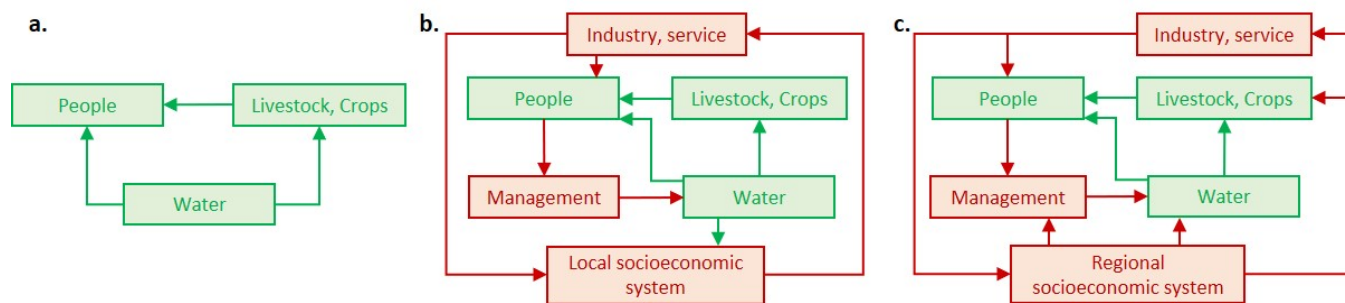 a.
People
Livestock, Crops
Water
b.
Industry, service
People
Livestock, Crops
Management
Water
Local socioeconomic
system
c.
Industry, service
People
Livestock, Crops
Management
Water
Regional
socioeconomic system